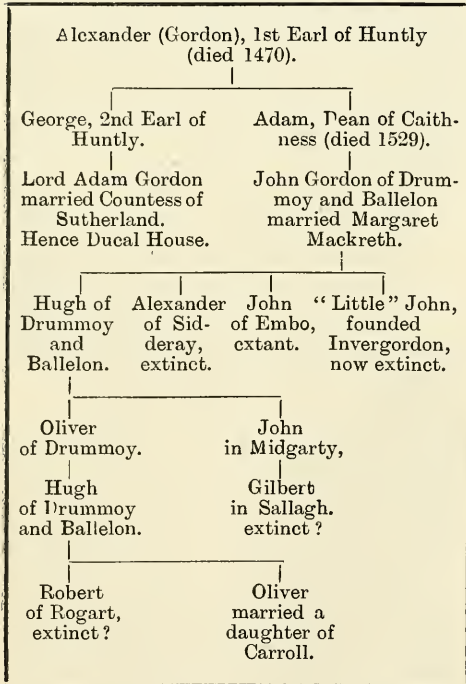 Alexander (Gordon), 1st Earl of Huntly
(died 1470).
George, 2nd Earl of
Huntly.
Adam, Dean of Caith-
ness (died 1529).
Lord Adam Gordon
married Countess of
Sutherland.
Hence Ducal House.
John Gordon of Drum-
moy and Ballelon
married Margaret
Mackreth.
Hugh of
Drummoy
and
Ballelon.
Alexander
of Sid-
deray,
extinct.
John
of Embo,
extant.
“ Little” John,
founded
Invergordon,
now extinct.
Oliver
of Drummoy.
John
in Midgarty,
Hugh
of Drummoy
and Ballelon.
Gilbert
in Sallagh.
extinct ?
Robert
of Rogart,
extinct ?
Oliver
married a
daughter of
Carroll.